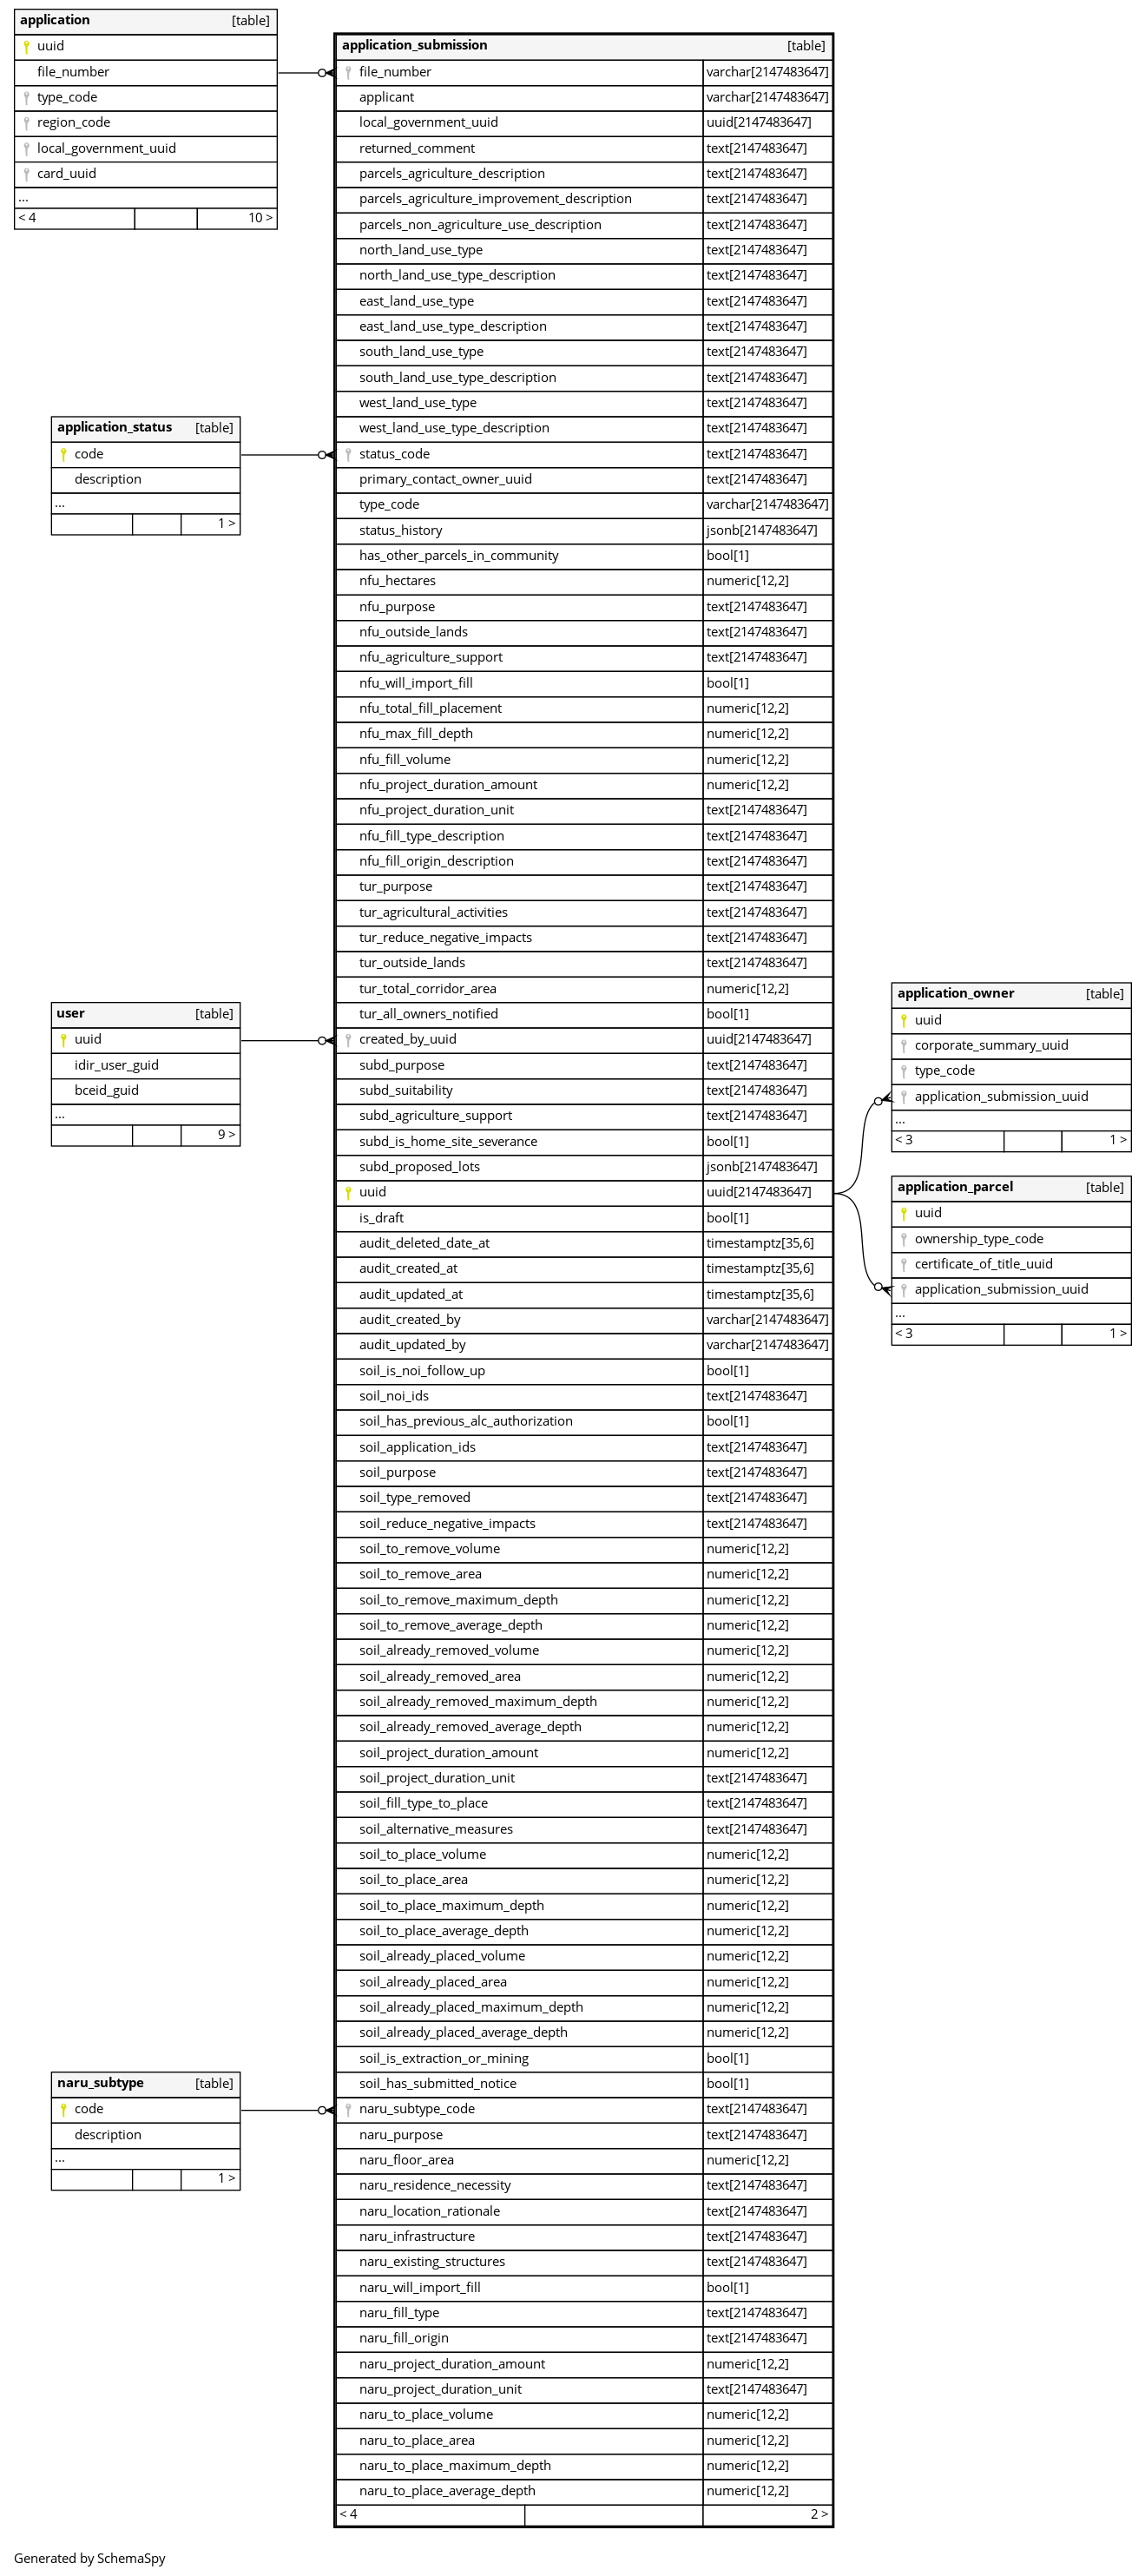 application [table]
uuid
file_number
type_code
region_code
local_government_uuid
card_uuid
...
< 4 10 >
application_submission [table]
file_number varchar[2147483647]
applicant varchar[2147483647]
local_government_uuid uuid[2147483647]
returned_comment text[2147483647]
parcels_agriculture_description text[2147483647]
parcels_agriculture_improvement_description text[2147483647]
parcels_non_agriculture_use_description text[2147483647]
north_land_use_type text[2147483647]
north_land_use_type_description text[2147483647]
east_land_use_type text[2147483647]
east_land_use_type_description text[2147483647]
south_land_use_type text[2147483647]
south_land_use_type_description text[2147483647]
west_land_use_type text[2147483647]
west_land_use_type_description text[2147483647]
status_code text[2147483647]
primary_contact_owner_uuid text[2147483647]
type_code varchar[2147483647]
status_history jsonb[2147483647]
has_other_parcels_in_community bool[1]
nfu_hectares numeric[12,2]
nfu_purpose text[2147483647]
nfu_outside_lands text[2147483647]
nfu_agriculture_support text[2147483647]
nfu_will_import_fill bool[1]
nfu_total_fill_placement numeric[12,2]
nfu_max_fill_depth numeric[12,2]
nfu_fill_volume numeric[12,2]
nfu_project_duration_amount numeric[12,2]
nfu_project_duration_unit text[2147483647]
nfu_fill_type_description text[2147483647]
nfu_fill_origin_description text[2147483647]
tur_purpose text[2147483647]
tur_agricultural_activities text[2147483647]
tur_reduce_negative_impacts text[2147483647]
tur_outside_lands text[2147483647]
tur_total_corridor_area numeric[12,2]
tur_all_owners_notified bool[1]
created_by_uuid uuid[2147483647]
subd_purpose text[2147483647]
subd_suitability text[2147483647]
subd_agriculture_support text[2147483647]
subd_is_home_site_severance bool[1]
subd_proposed_lots jsonb[2147483647]
uuid uuid[2147483647]
is_draft bool[1]
audit_deleted_date_at timestamptz[35,6]
audit_created_at timestamptz[35,6]
audit_updated_at timestamptz[35,6]
audit_created_by varchar[2147483647]
audit_updated_by varchar[2147483647]
soil_is_noi_follow_up bool[1]
soil_noi_ids text[2147483647]
soil_has_previous_alc_authorization bool[1]
soil_application_ids text[2147483647]
soil_purpose text[2147483647]
soil_type_removed text[2147483647]
soil_reduce_negative_impacts text[2147483647]
soil_to_remove_volume numeric[12,2]
soil_to_remove_area numeric[12,2]
soil_to_remove_maximum_depth numeric[12,2]
soil_to_remove_average_depth numeric[12,2]
soil_already_removed_volume numeric[12,2]
soil_already_removed_area numeric[12,2]
soil_already_removed_maximum_depth numeric[12,2]
soil_already_removed_average_depth numeric[12,2]
soil_project_duration_amount numeric[12,2]
soil_project_duration_unit text[2147483647]
soil_fill_type_to_place text[2147483647]
soil_alternative_measures text[2147483647]
soil_to_place_volume numeric[12,2]
soil_to_place_area numeric[12,2]
soil_to_place_maximum_depth numeric[12,2]
soil_to_place_average_depth numeric[12,2]
soil_already_placed_volume numeric[12,2]
soil_already_placed_area numeric[12,2]
soil_already_placed_maximum_depth numeric[12,2]
soil_already_placed_average_depth numeric[12,2]
soil_is_extraction_or_mining bool[1]
soil_has_submitted_notice bool[1]
naru_subtype_code text[2147483647]
naru_purpose text[2147483647]
naru_floor_area numeric[12,2]
naru_residence_necessity text[2147483647]
naru_location_rationale text[2147483647]
naru_infrastructure text[2147483647]
naru_existing_structures text[2147483647]
naru_will_import_fill bool[1]
naru_fill_type text[2147483647]
naru_fill_origin text[2147483647]
naru_project_duration_amount numeric[12,2]
naru_project_duration_unit text[2147483647]
naru_to_place_volume numeric[12,2]
naru_to_place_area numeric[12,2]
naru_to_place_maximum_depth numeric[12,2]
naru_to_place_average_depth numeric[12,2]
< 4 2 >
application_status [table]
code
description
...
1 >
user [table]
uuid
idir_user_guid
bceid_guid
...
9 >
naru_subtype [table]
code
description
...
1 >
application_owner [table]
uuid
corporate_summary_uuid
type_code
application_submission_uuid
...
< 3 1 >
application_parcel [table]
uuid
ownership_type_code
certificate_of_title_uuid
application_submission_uuid
...
< 3 1 >
Generated by SchemaSpy